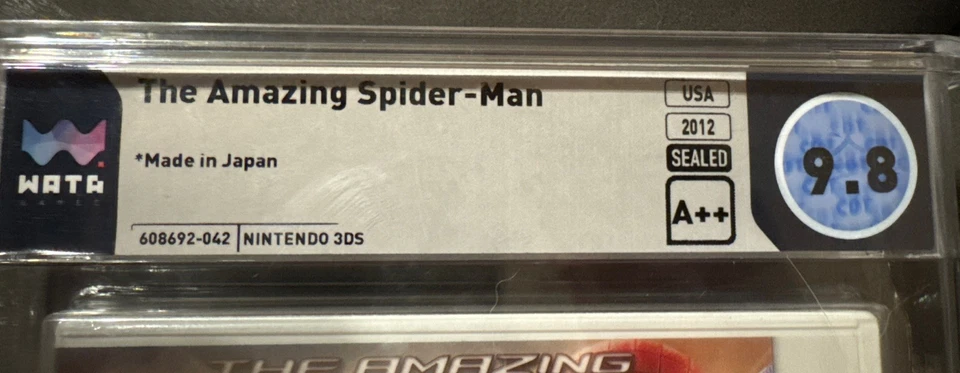 The Amazing Spider-Man
*Made in Japan
608692-042 NINTENDO 3DS
WATA
GAMES
USA
2012
SEALED
A++
9.8
THE AMAZING